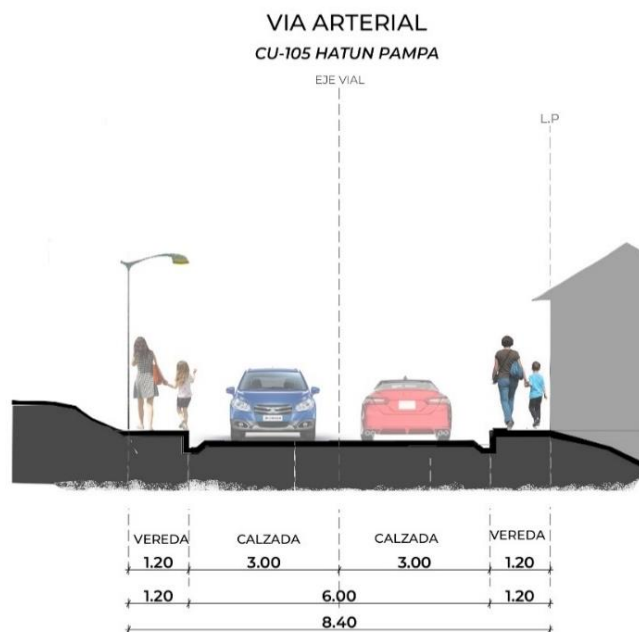 VIA ARTERIAL
CU-105 HATUN PAMPA
EJE VIAL
L.P
VEREDA CALZADA CALZADA VEREDA
1.20 3.00 3.00 1.20
1.20 6.00 1.20
8.40